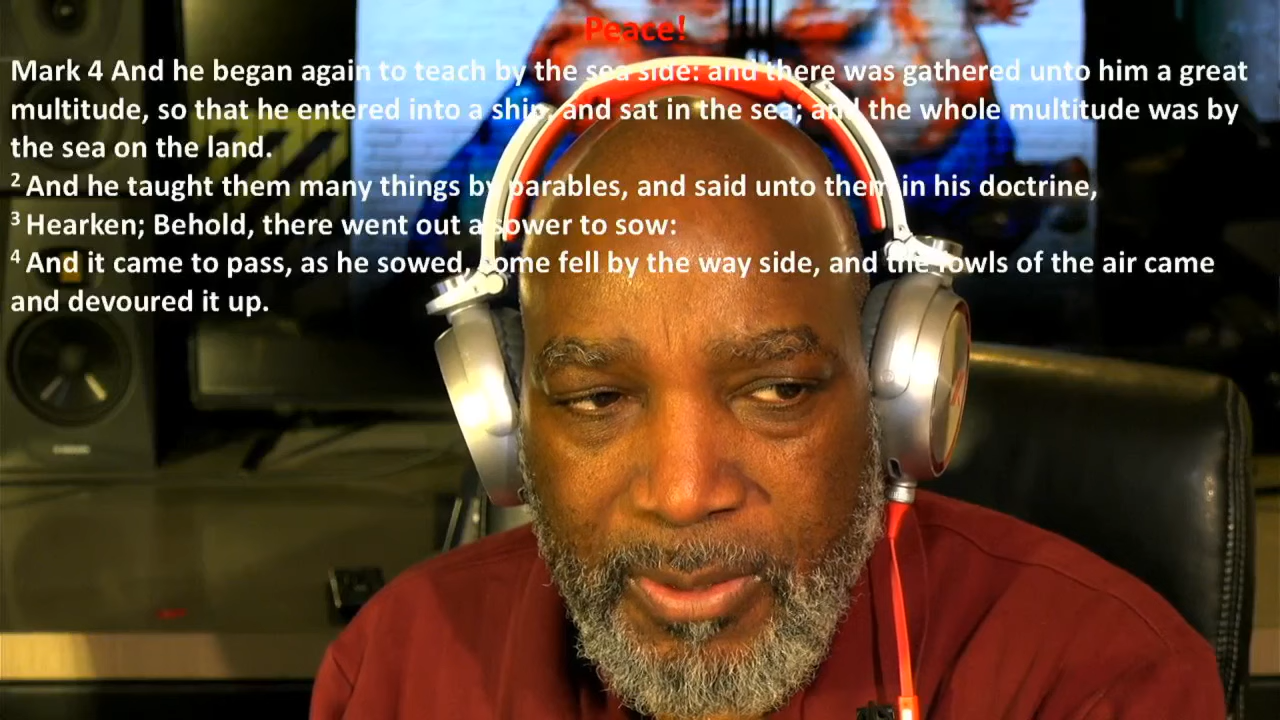 Peace!
Mark 4 And he began again to teach by the sea side: and there was gathered unto him a great
multitude, so that he entered into a ship, and sat in the sea; and the whole multitude was by
the sea on the land.
2 And he taught them many things by parables, and said unto them in his doctrine,
3 Hearken; Behold, there went out a sower to sow:
4 And it came to pass, as he sowed, some fell by the way side, and the fowls of the air came
and devoured it up.